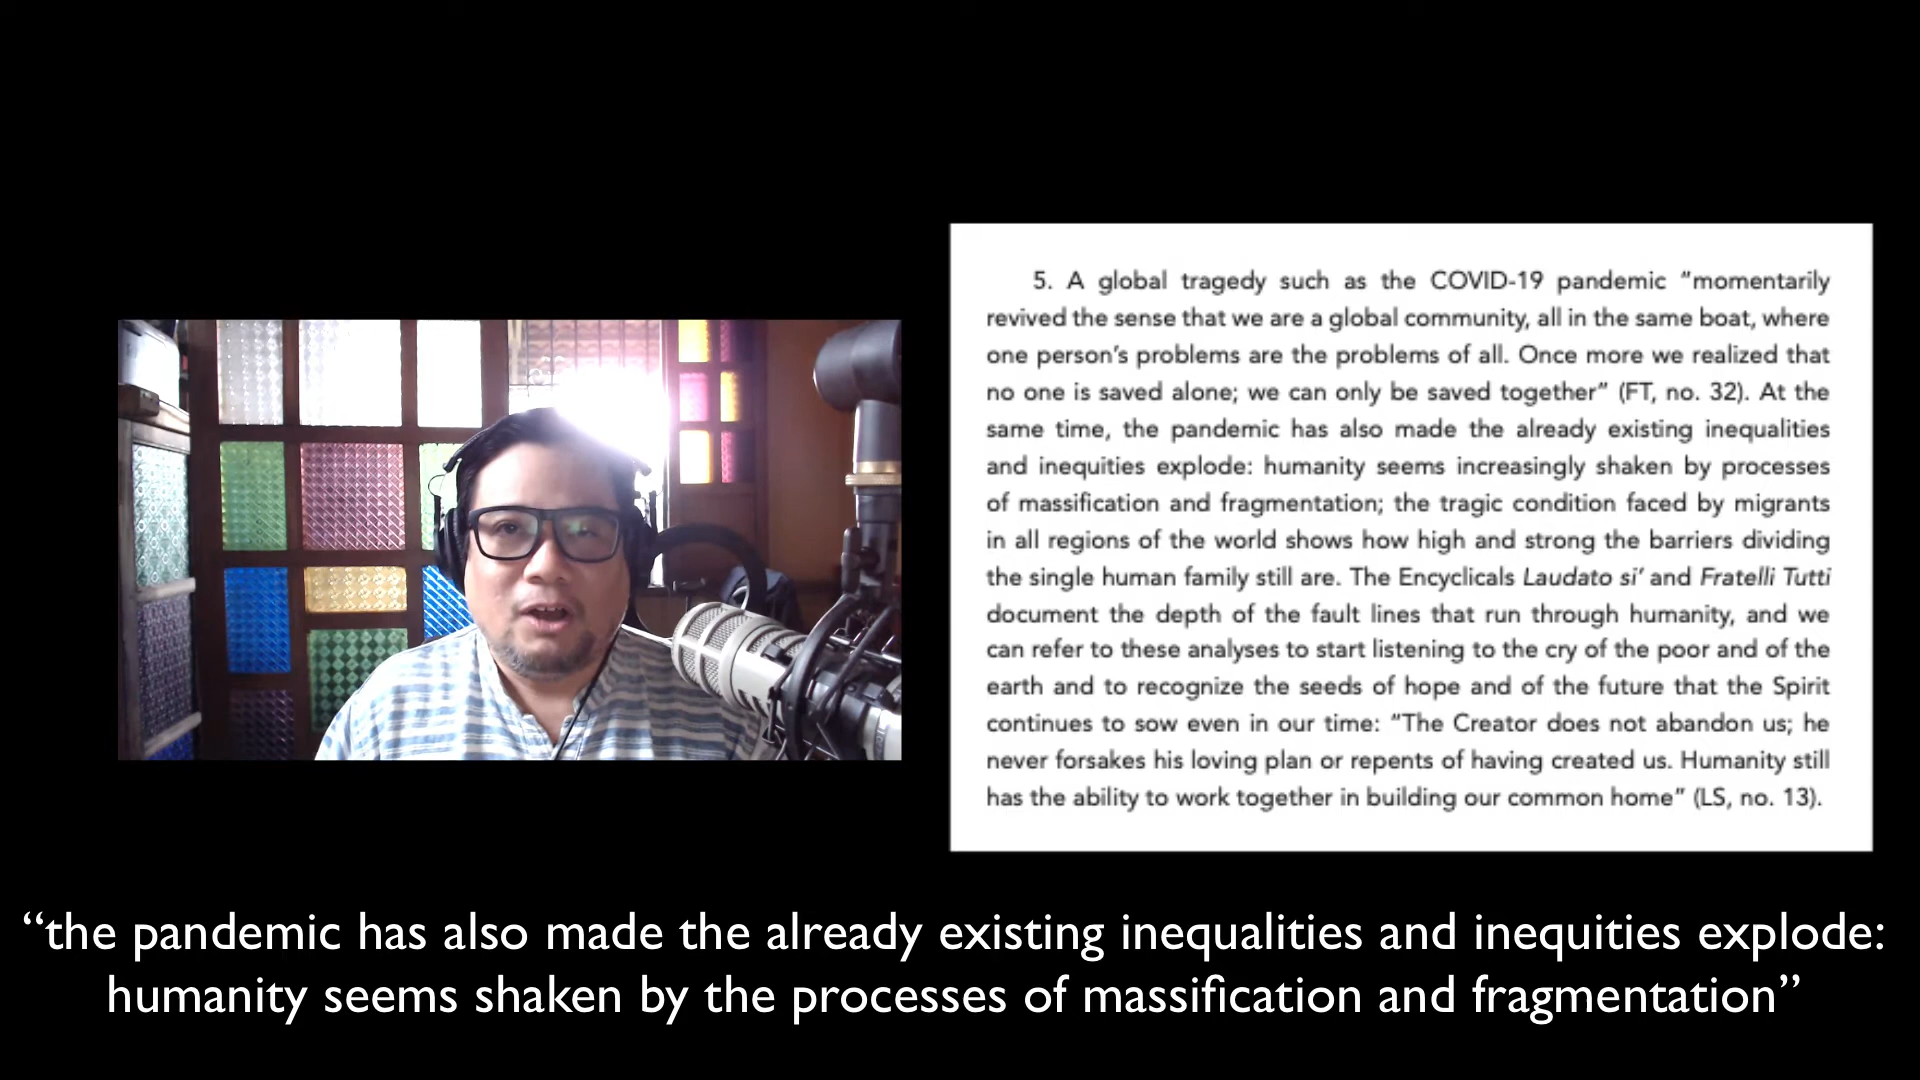 5. A global tragedy such as the COVID-19 pandemic “momentarily
revived the sense that we are a global community, all in the same boat, where
one person’s problems are the problems of all. Once more we realized that
no one is saved alone; we can only be saved together” (FT, no. 32). At the
same time, the pandemic has also made the already existing inequalities
and inequities explode: humanity seems increasingly shaken by processes
of massification and fragmentation; the tragic condition faced by migrants
in all regions of the world shows how high and strong the barriers dividing
the single human family still are. The Encyclicals Laudato si’ and Fratelli Tutti
document the depth of the fault lines that run through humanity, and we
can refer to these analyses to start listening to the cry of the poor and of the
earth and to recognize the seeds of hope and of the future that the Spirit
continues to sow even in our time: “The Creator does not abandon us; he
never forsakes his loving plan or repents of having created us. Humanity still
has the ability to work together in building our common home” (LS, no. 13).
“the pandemic has also made the already existing inequalities and inequities explode:
humanity seems shaken by the processes of massification and fragmentation”